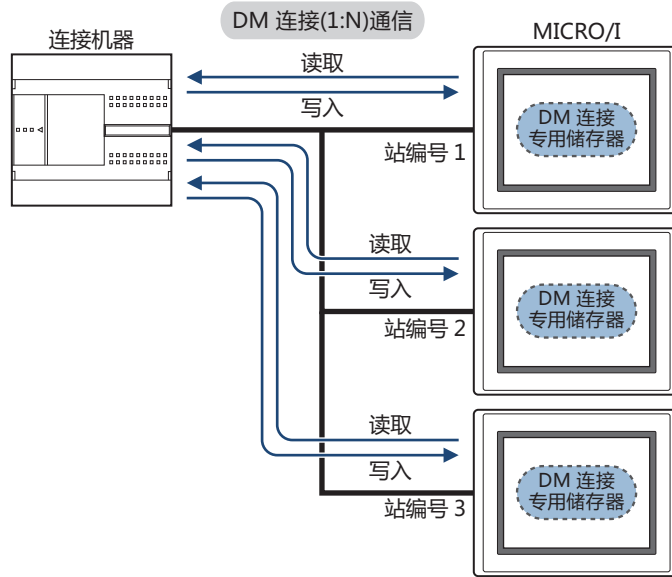 DM 连接(1:N)通信
连接机器
MICRO/I
读取
写入
DM 连接
专用储存器
站编号 1
读取
写入
DM 连接
专用储存器
站编号 2
读取
写入
DM 连接
专用储存器
站编号 3